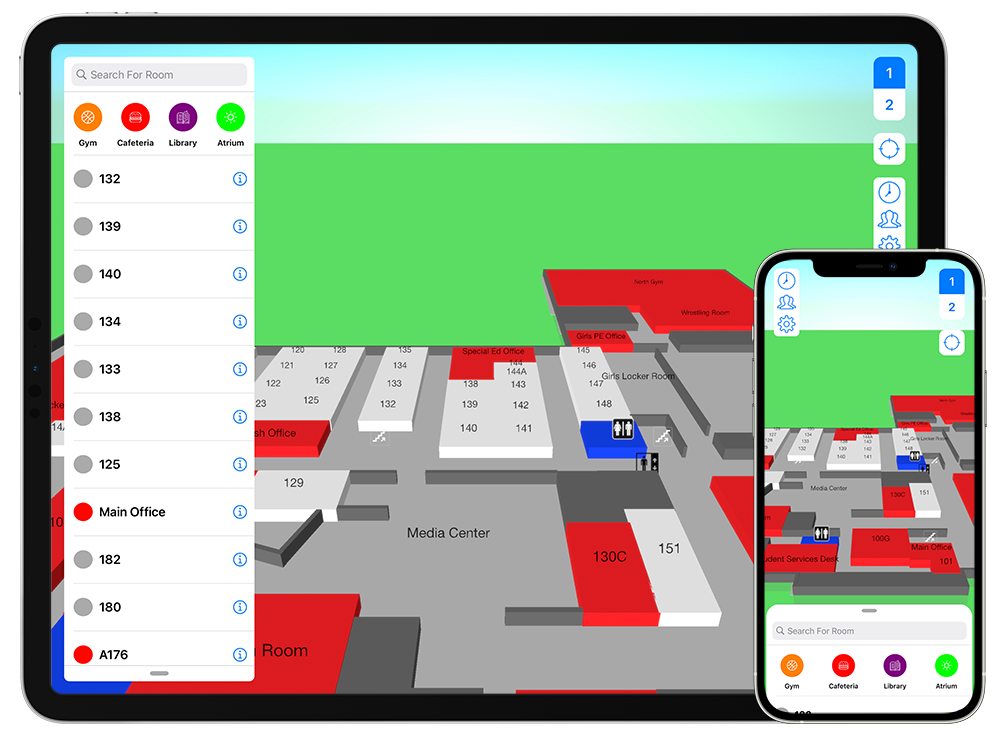 Search For Room
Gym Cafeteria Library Atrium
132
139
140
134
133
138
125
Main Office
182
180
A176
1
2
North Gym
Wrestling Room
Girls PE Office
120 128 135 Special Ed Office 145
121 127 134 144 146
144A Girls Locker Room
122 126 133 138 143 147
23 125 132 139 142 148
140 141
sh Office
14A
129
10
Media Center
130C
151
Room
1
2
Girls Locker Room
Media Center
130C
151
100G
Main Office
101
udent Services Desk
Search For Room
Gym Cafeteria Library Atrium